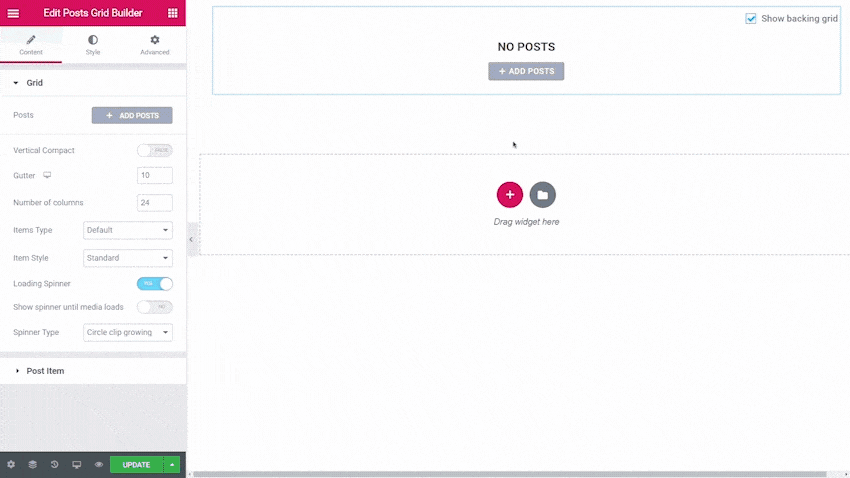 Edit Posts Grid Builder
Content
Style
Advanced
Grid
Posts
+ ADD POSTS
Vertical Compact
Gutter
10
Number of columns
24
Items Type
Default
Item Style
Standard
Loading Spinner
Show spinner until media loads
NO
Spinner Type
Circle clip growing
Post Item
UPDATE
Show backing grid
NO POSTS
+ ADD POSTS
Drag widget here